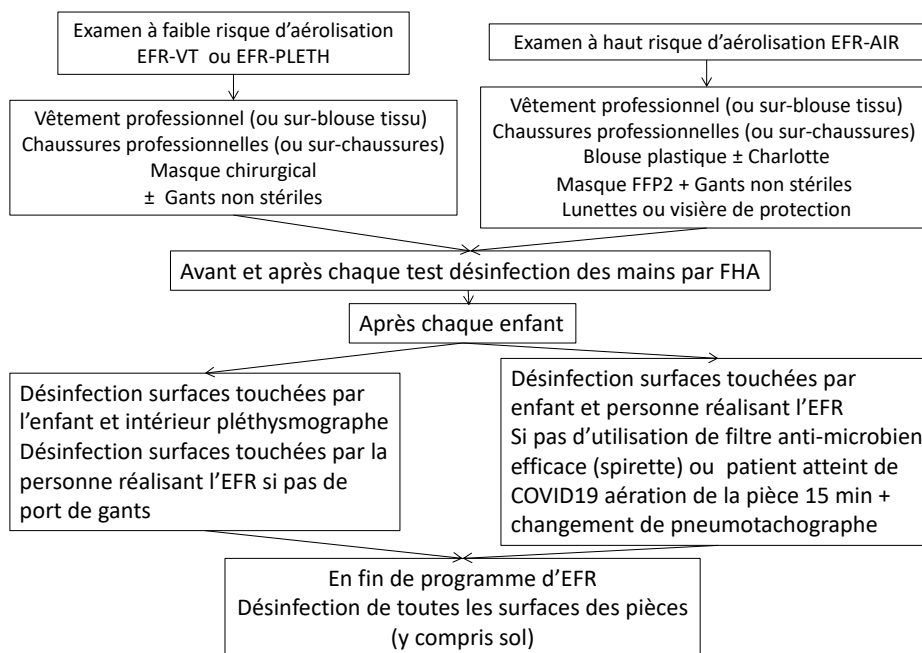 Examen à faible risque d'aérolisation
EFR-VT ou EFR-PLETH
Examen à haut risque d'aérolisation EFR-AIR
Vêtement professionnel (ou sur-blouse tissu)
Chaussures professionnelles (ou sur-chaussures)
Masque chirurgical
± Gants non stériles
Vêtement professionnel (ou sur-blouse tissu)
Chaussures professionnelles (ou sur-chaussures)
Blouse plastique ± Charlotte
Masque FFP2 + Gants non stériles
Lunettes ou visière de protection
Avant et après chaque test désinfection des mains par FHA
Après chaque enfant
Désinfection surfaces touchées par
l'enfant et intérieur pléthysmographe
Désinfection surfaces touchées par la
personne réalisant l'EFR si pas de
port de gants
Désinfection surfaces touchées par
enfant et personne réalisant l'EFR
Si pas d'utilisation de filtre anti-microbien
efficace (spirette) ou patient atteint de
COVID19 aération de la pièce 15 min +
changement de pneumotachographe
En fin de programme d'EFR
Désinfection de toutes les surfaces des pièces
(y compris sol)